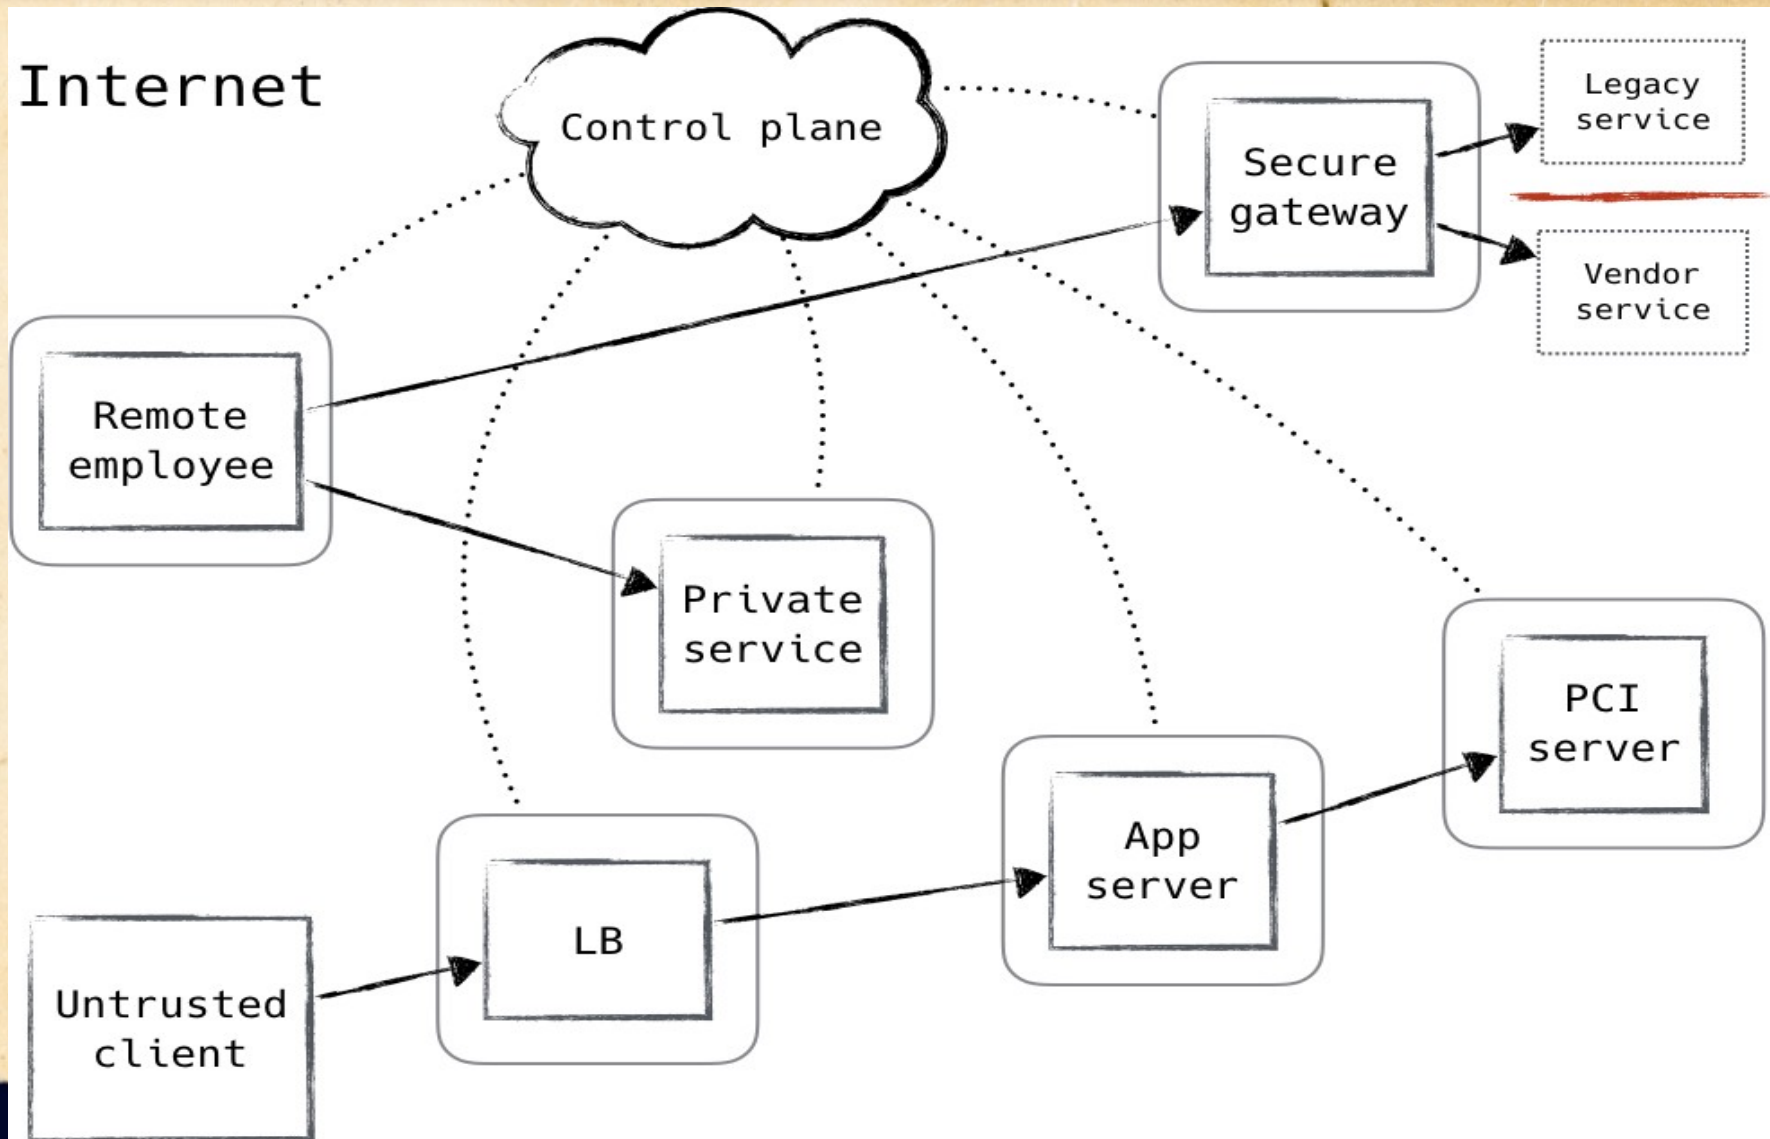 Internet
Control plane
Legacy
service
Secure
gateway
Vendor
service
Remote
employee
Private
service
PCI
server
App
server
LB
Untrusted
client